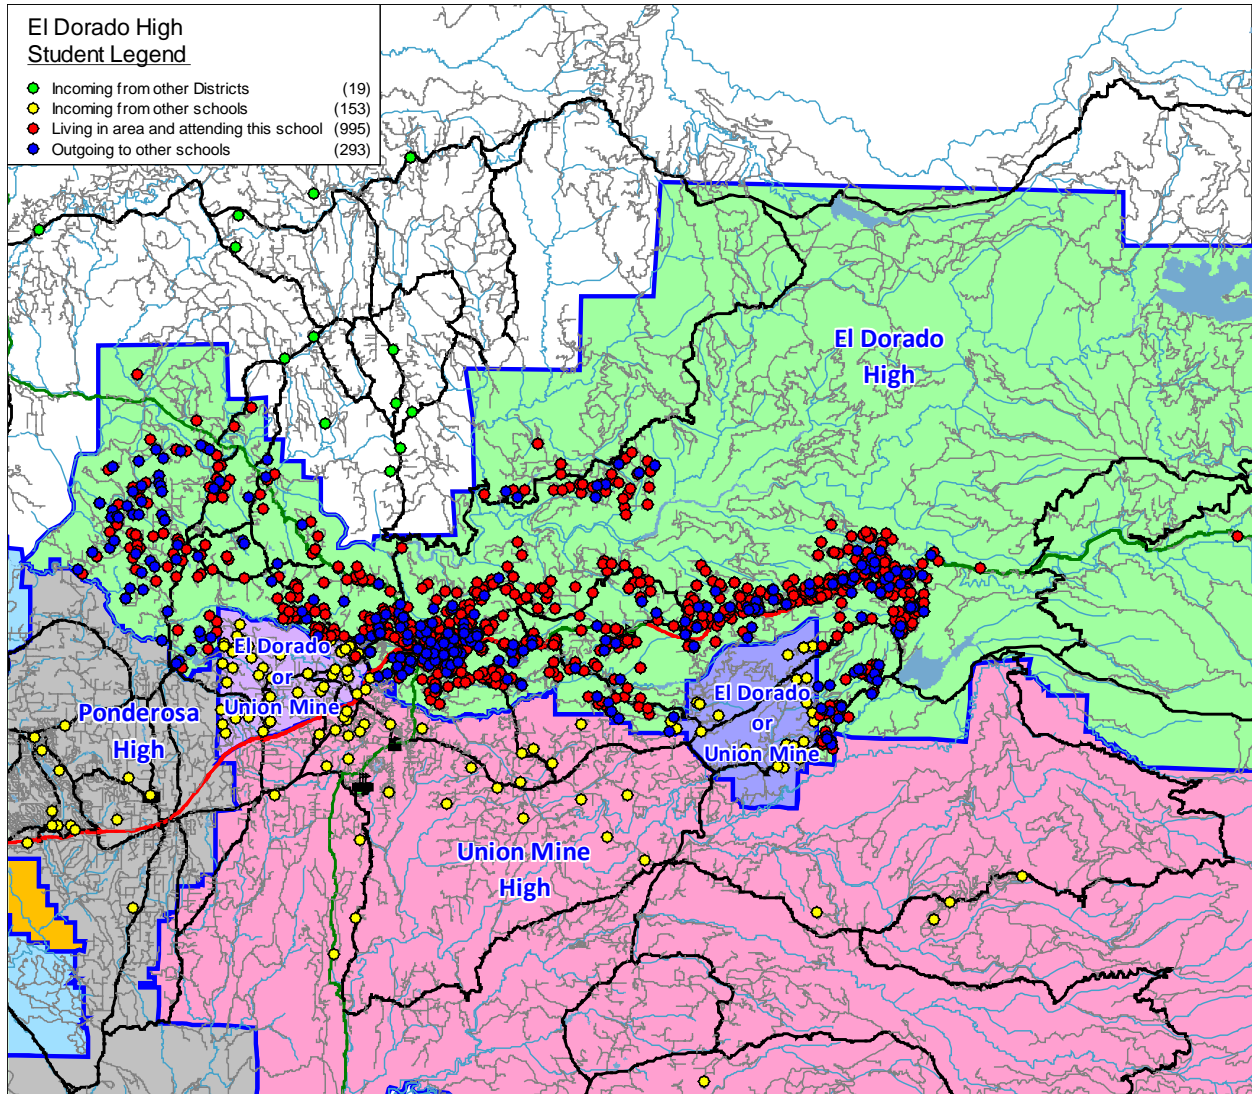 El Dorado High
Student Legend
Incoming from other Districts (19)
Incoming from other schools (153)
Living in area and attending this school (995)
Outgoing to other schools (293)
El Dorado
High
El Dorado
or
Union Mine
El Dorado
or
Union Mine
Ponderosa
High
Union Mine
High